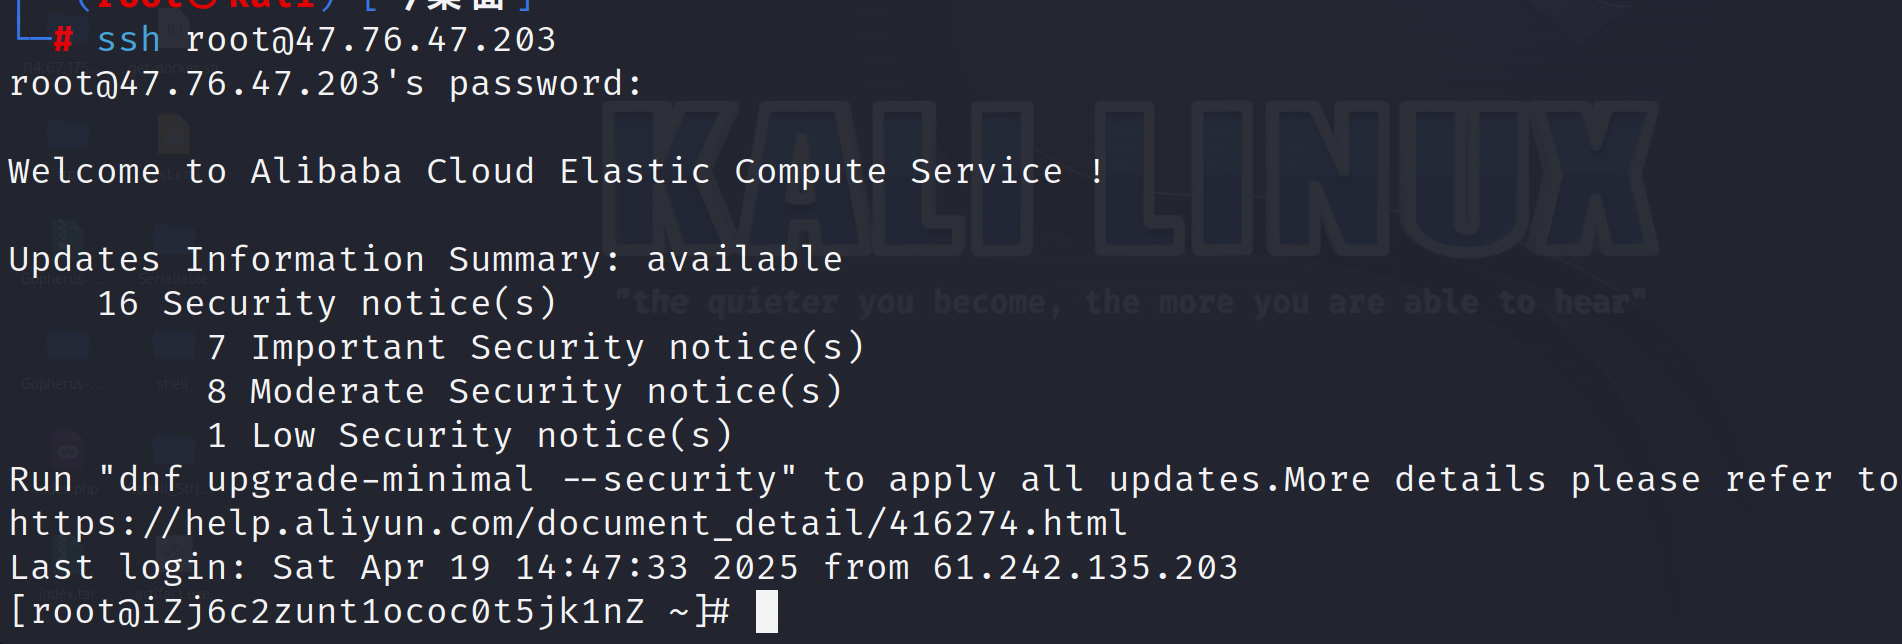 (root㉿kali)-[~/桌面]
└─# ssh root@47.76.47.203
root@47.76.47.203's password:
KALI LINUX
Welcome to Alibaba Cloud Elastic Compute Service !
Updates Information Summary: available
16 Security notice(s)
"the quieter you become, the more you are able to hear"
7 Important Security notice(s)
8 Moderate Security notice(s)
1 Low Security notice(s)
Run "dnf upgrade-minimal --security" to apply all updates.More details please refer to
https://help.aliyun.com/document_detail/416274.html
Last login: Sat Apr 19 14:47:33 2025 from 61.242.135.203
[root@iZj6c2zunt1ococ0t5jk1nZ ~]#